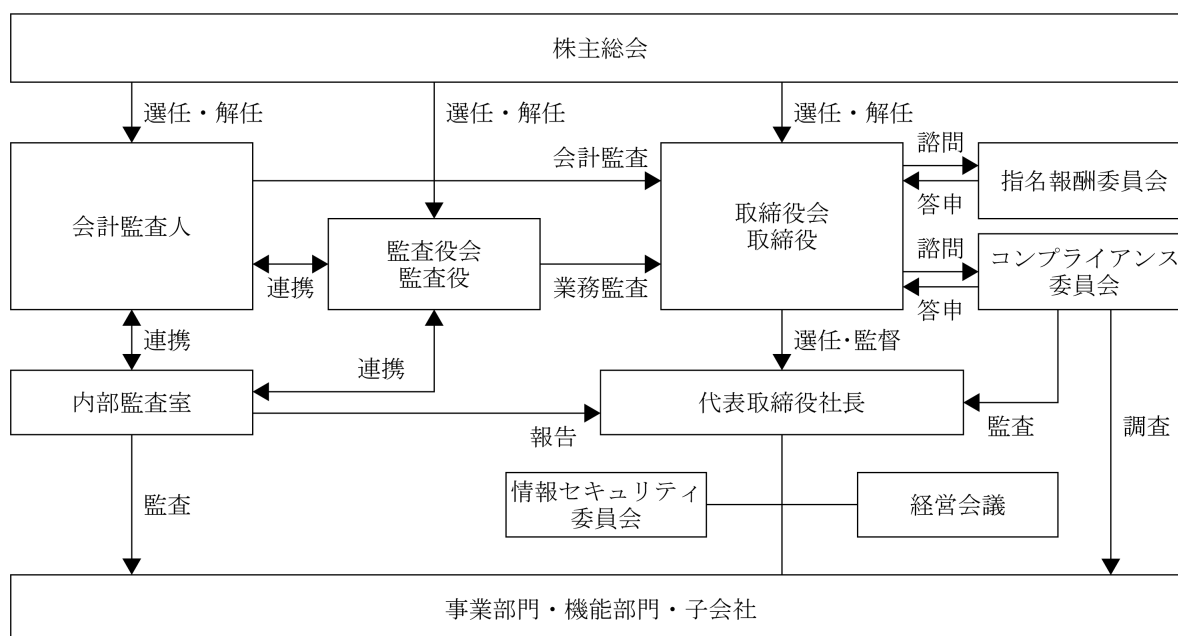 株主総会
選任・解任
選任・解任
選任・解任
会計監査人
会計監査
取締役会
取締役
諮問
答申
指名報酬委員会
監査役会
監査役
連携
業務監査
諮問
答申
コンプライアンス
委員会
連携
連携
選任・監督
内部監査室
報告
代表取締役社長
監査
調査
監査
情報セキュリティ
委員会
経営会議
事業部門・機能部門・子会社